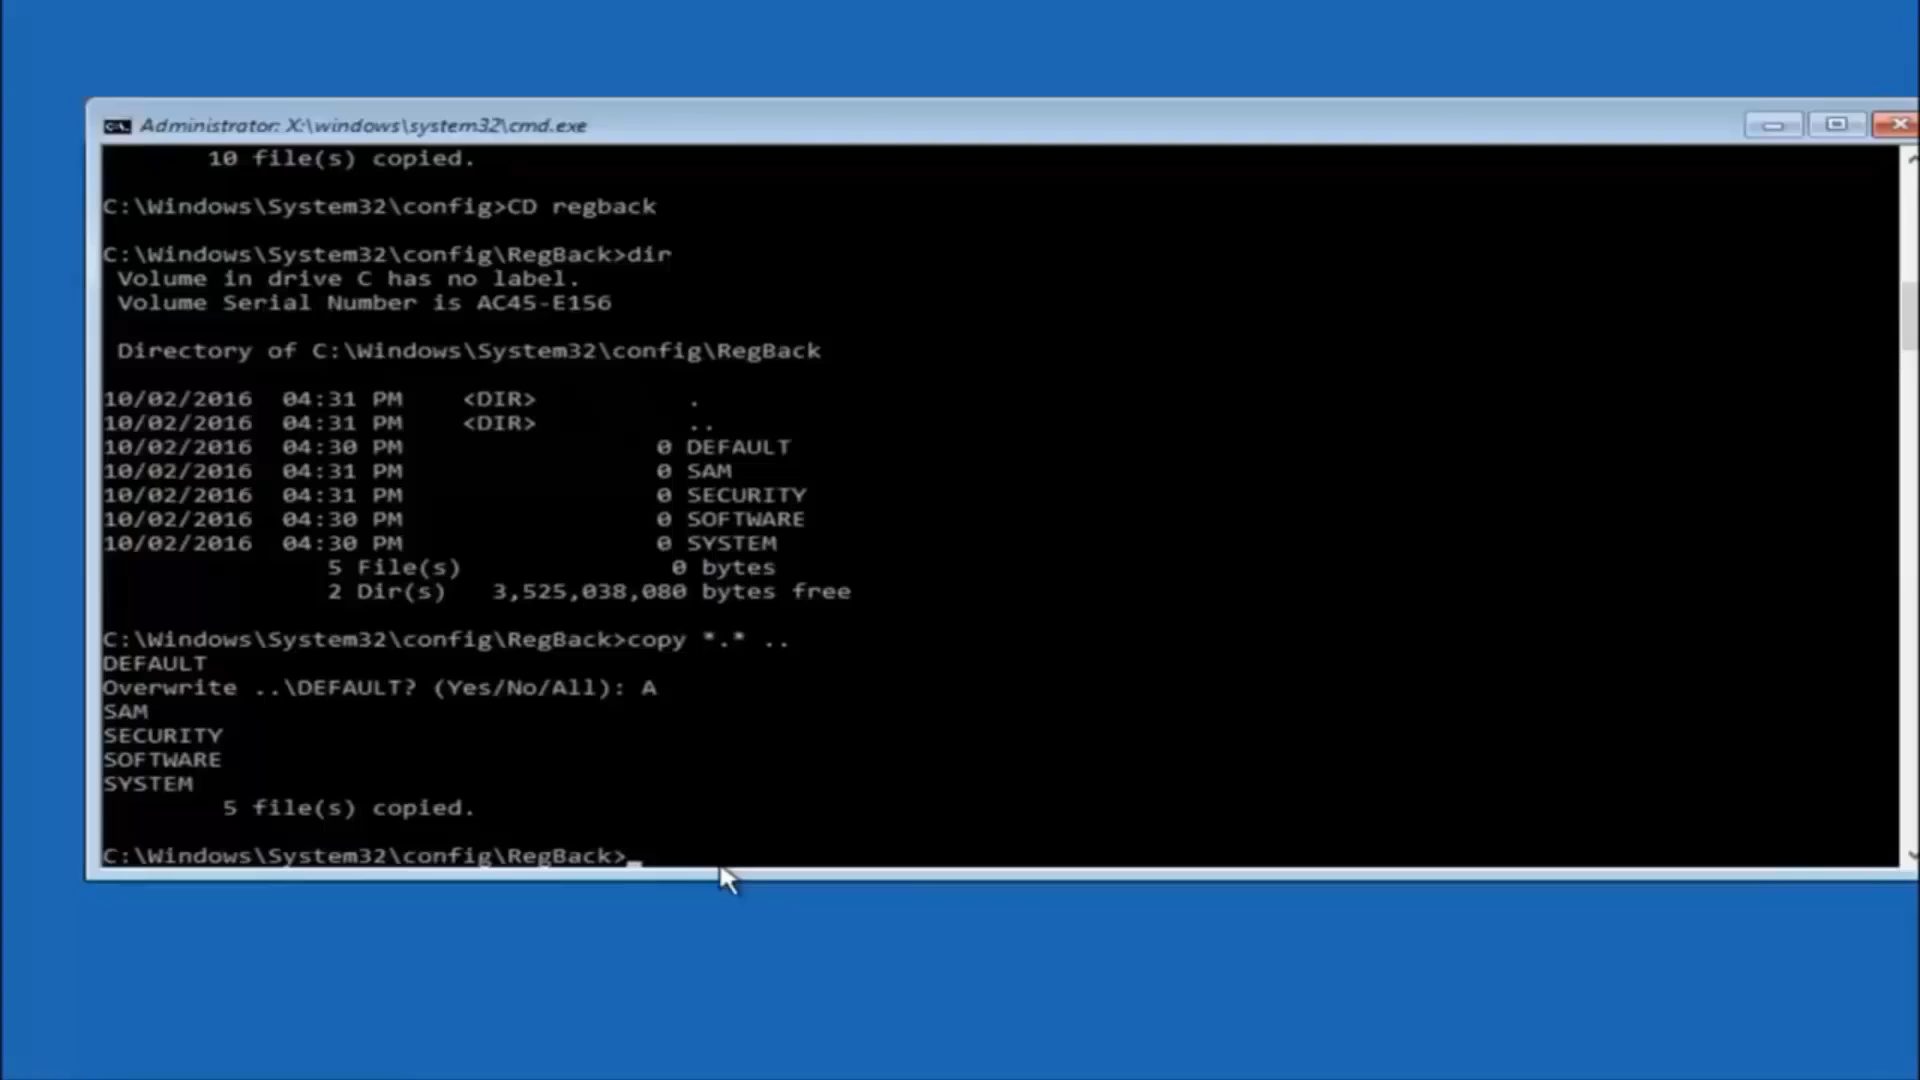 Administrator: X:\windows\system32\cmd.exe
10 file(s) copied.
C:\Windows\System32\config>CD regback
C:\Windows\System32\config\RegBack>dir
Volume in drive C has no label.
Volume Serial Number is AC45-E156
Directory of C:\Windows\System32\config\RegBack
10/02/2016  04:31 PM    <DIR>          .
10/02/2016  04:31 PM    <DIR>          ..
10/02/2016  04:30 PM                 0 DEFAULT
10/02/2016  04:31 PM                 0 SAM
10/02/2016  04:31 PM                 0 SECURITY
10/02/2016  04:30 PM                 0 SOFTWARE
10/02/2016  04:30 PM                 0 SYSTEM
5 File(s)              0 bytes
2 Dir(s)   3,525,038,080 bytes free
C:\Windows\System32\config\RegBack>copy *.* ..
DEFAULT
Overwrite ..\DEFAULT? (Yes/No/All): A
SAM
SECURITY
SOFTWARE
SYSTEM
5 file(s) copied.
C:\Windows\System32\config\RegBack>_